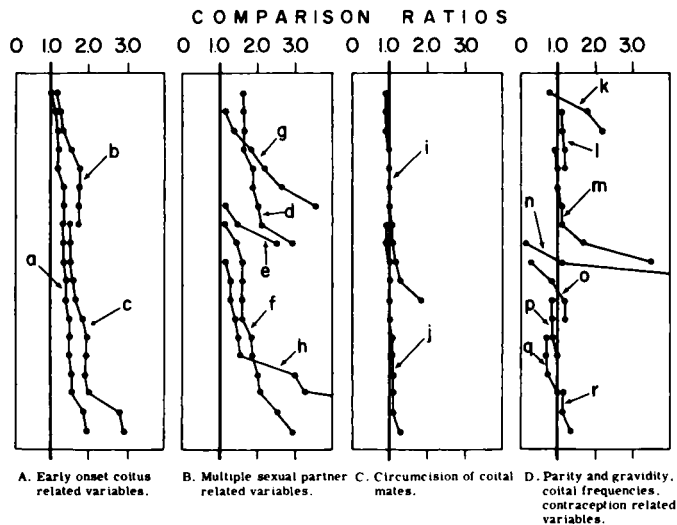 COMPARISON RATIOS
0 1.0 2.0 3.0 0 1.0 2.0 3.0 0 1.0 2.0 0 1.0 2.0 3.0
k
g
b i l
m
d n
a e
o
c f p
j
h q
r
A. Early onset coitus related variables.
B. Multiple sexual partner related variables.
C. Circumcision of coital mates.
D. Parity and gravidity, coital frequencies, contraception related variables.